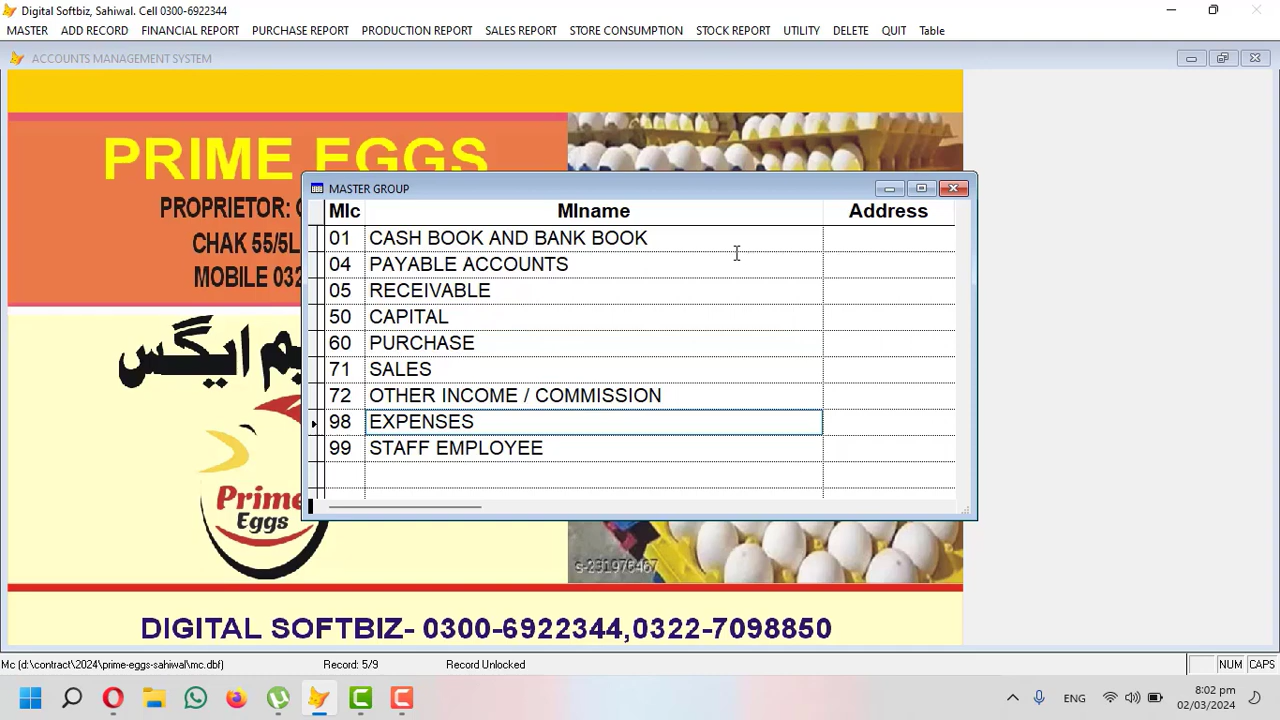 Digital Softbiz, Sahiwal. Cell 0300-6922344
MASTER ADD RECORD FINANCIAL REPORT PURCHASE REPORT PRODUCTION REPORT SALES REPORT STORE CONSUMPTION STOCK REPORT UTILITY DELETE QUIT Table
ACCOUNTS MANAGEMENT SYSTEM
PRIME EGGS
PROPRIETOR:
CHAK 55/5L
MOBILE 032
MASTER GROUP
Mlc Mlname Address
01 CASH BOOK AND BANK BOOK
04 PAYABLE ACCOUNTS
05 RECEIVABLE
50 CAPITAL
60 PURCHASE
71 SALES
72 OTHER INCOME / COMMISSION
98 EXPENSES
99 STAFF EMPLOYEE
ایگس
Prime
Eggs
G-231976467
DIGITAL SOFTBIZ- 0300-6922344,0322-7098850
Mc (d:\contract\2024\prime-eggs-sahiwal\mc.dbf) Record: 5/9 Record Unlocked NUM CAPS
ENG 8:02 pm
02/03/2024